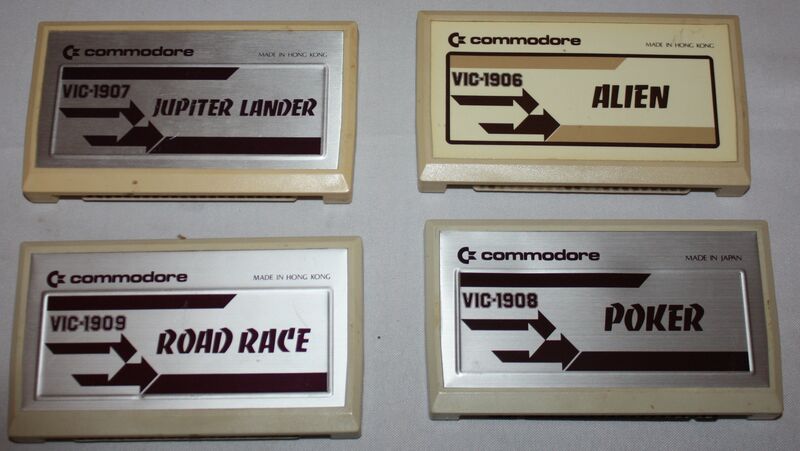 commodore
MADE IN HONG KONG
VIC-1907
JUPITER LANDER
commodore
MADE IN HONG KONG
VIC-1906
ALIEN
commodore
MADE IN HONG KONG
VIC-1909
ROAD RACE
commodore
MADE IN JAPAN
VIC-1908
POKER